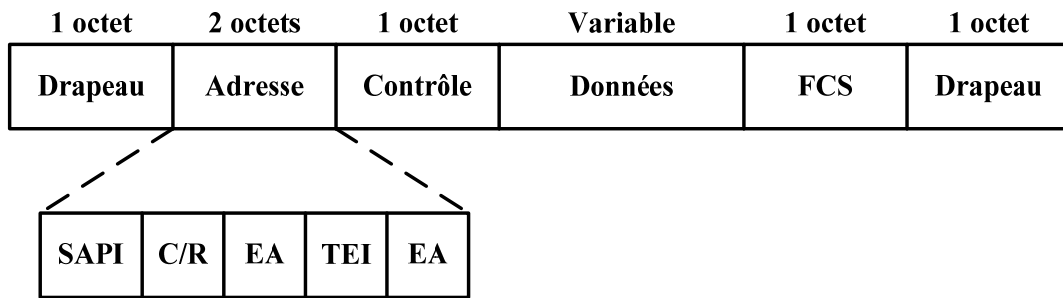 1 octet 2 octets 1 octet Variable 1 octet 1 octet
Drapeau Adresse Contrôle Données FCS Drapeau
SAPI C/R EA TEI EA